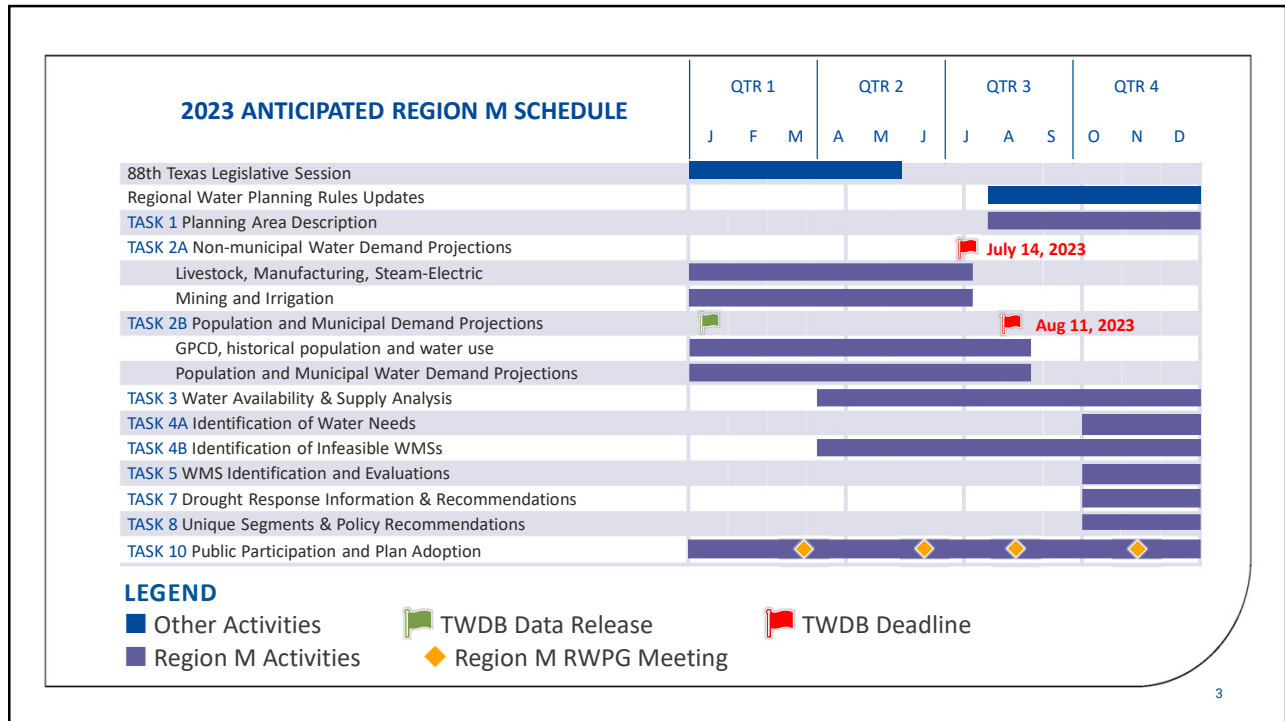 2023 ANTICIPATED REGION M SCHEDULE
QTR 1 QTR 2 QTR 3 QTR 4
J F M A M J J A S O N D
88th Texas Legislative Session
Regional Water Planning Rules Updates
TASK 1 Planning Area Description
TASK 2A Non-municipal Water Demand Projections
July 14, 2023
Livestock, Manufacturing, Steam-Electric
Mining and Irrigation
TASK 2B Population and Municipal Demand Projections
Aug 11, 2023
GPCD, historical population and water use
Population and Municipal Water Demand Projections
TASK 3 Water Availability & Supply Analysis
TASK 4A Identification of Water Needs
TASK 4B Identification of Infeasible WMSs
TASK 5 WMS Identification and Evaluations
TASK 7 Drought Response Information & Recommendations
TASK 8 Unique Segments & Policy Recommendations
TASK 10 Public Participation and Plan Adoption
LEGEND
Other Activities TWDB Data Release TWDB Deadline
Region M Activities Region M RWPG Meeting
3